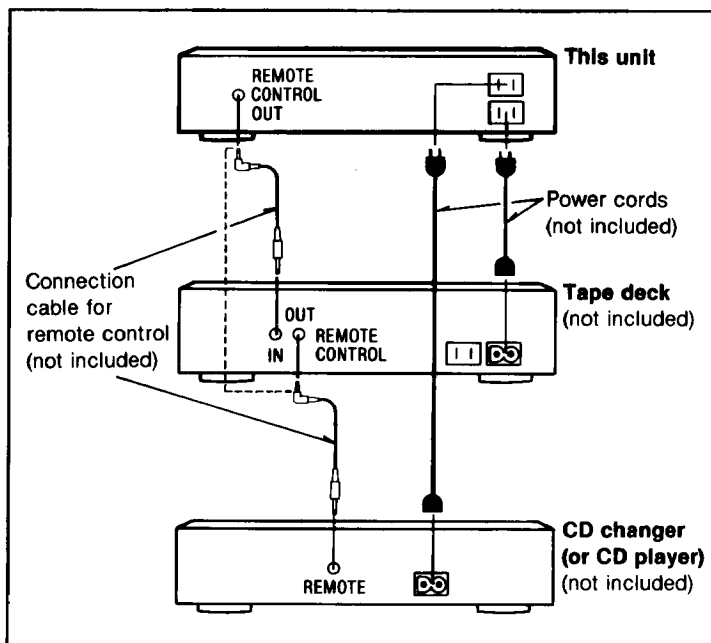 This unit
REMOTE
CONTROL
OUT
Power cords
(not included)
Connection
cable for
remote control
(not included)
Tape deck
(not included)
OUT
IN
REMOTE
CONTROL
CD changer
(or CD player)
(not included)
REMOTE